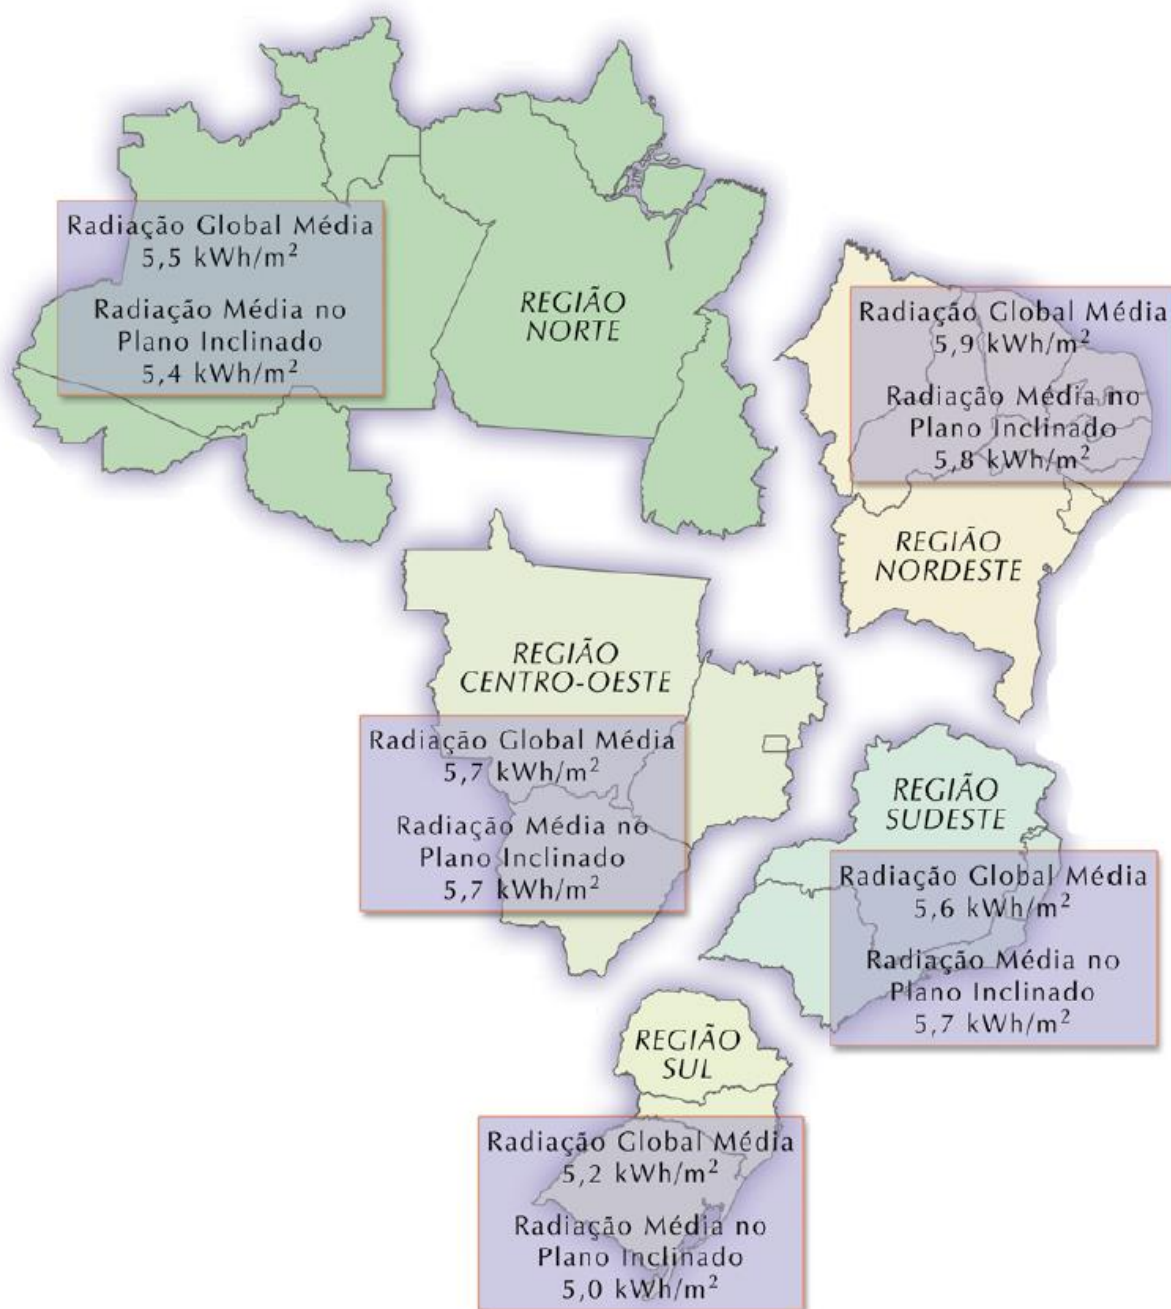 Radiação Global Média
5,5 kWh/m²
Radiação Média no
Plano Inclinado
5,4 kWh/m²
REGIÃO
NORTE
Radiação Global Média
5,9 kWh/m²
Radiação Média no
Plano Inclinado
5,8 kWh/m²
REGIÃO
NORDESTE
REGIÃO
CENTRO-OESTE
Radiação Global Média
5,7 kWh/m²
Radiação Média no
Plano Inclinado
5,7 kWh/m²
REGIÃO
SUDESTE
Radiação Global Média
5,6 kWh/m²
Radiação Média no
Plano Inclinado
5,7 kWh/m²
REGIÃO
SUL
Radiação Global Média
5,2 kWh/m²
Radiação Média no
Plano Inclinado
5,0 kWh/m²